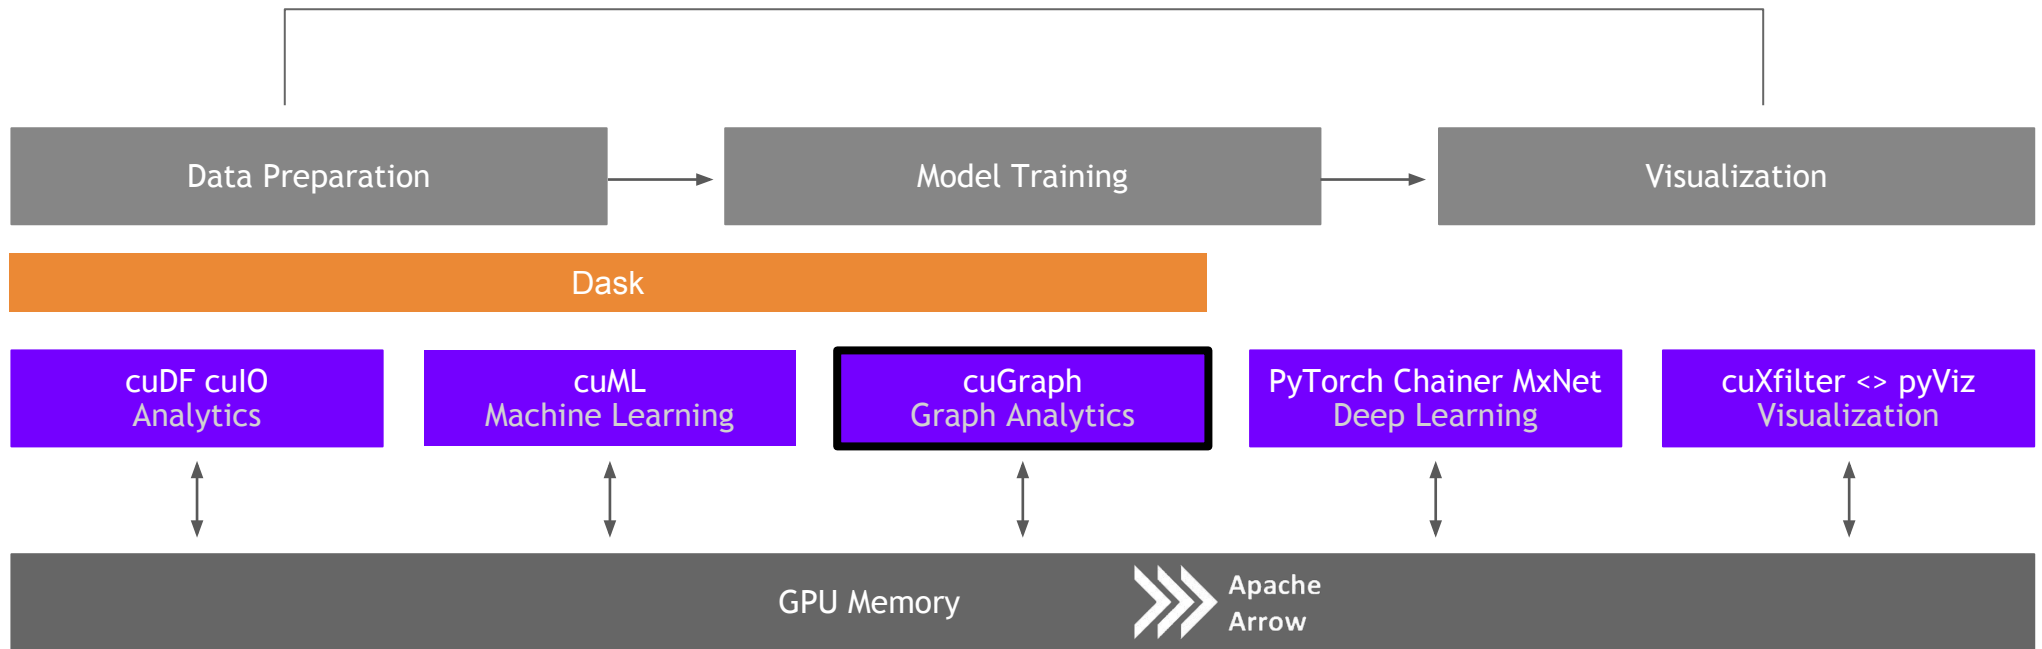 Data Preparation
Model Training
Visualization
Dask
cuDF cuIO
Analytics
cuML
Machine Learning
cuGraph
Graph Analytics
PyTorch Chainer MxNet
Deep Learning
cuXfilter <> pyViz
Visualization
GPU Memory
Apache
Arrow